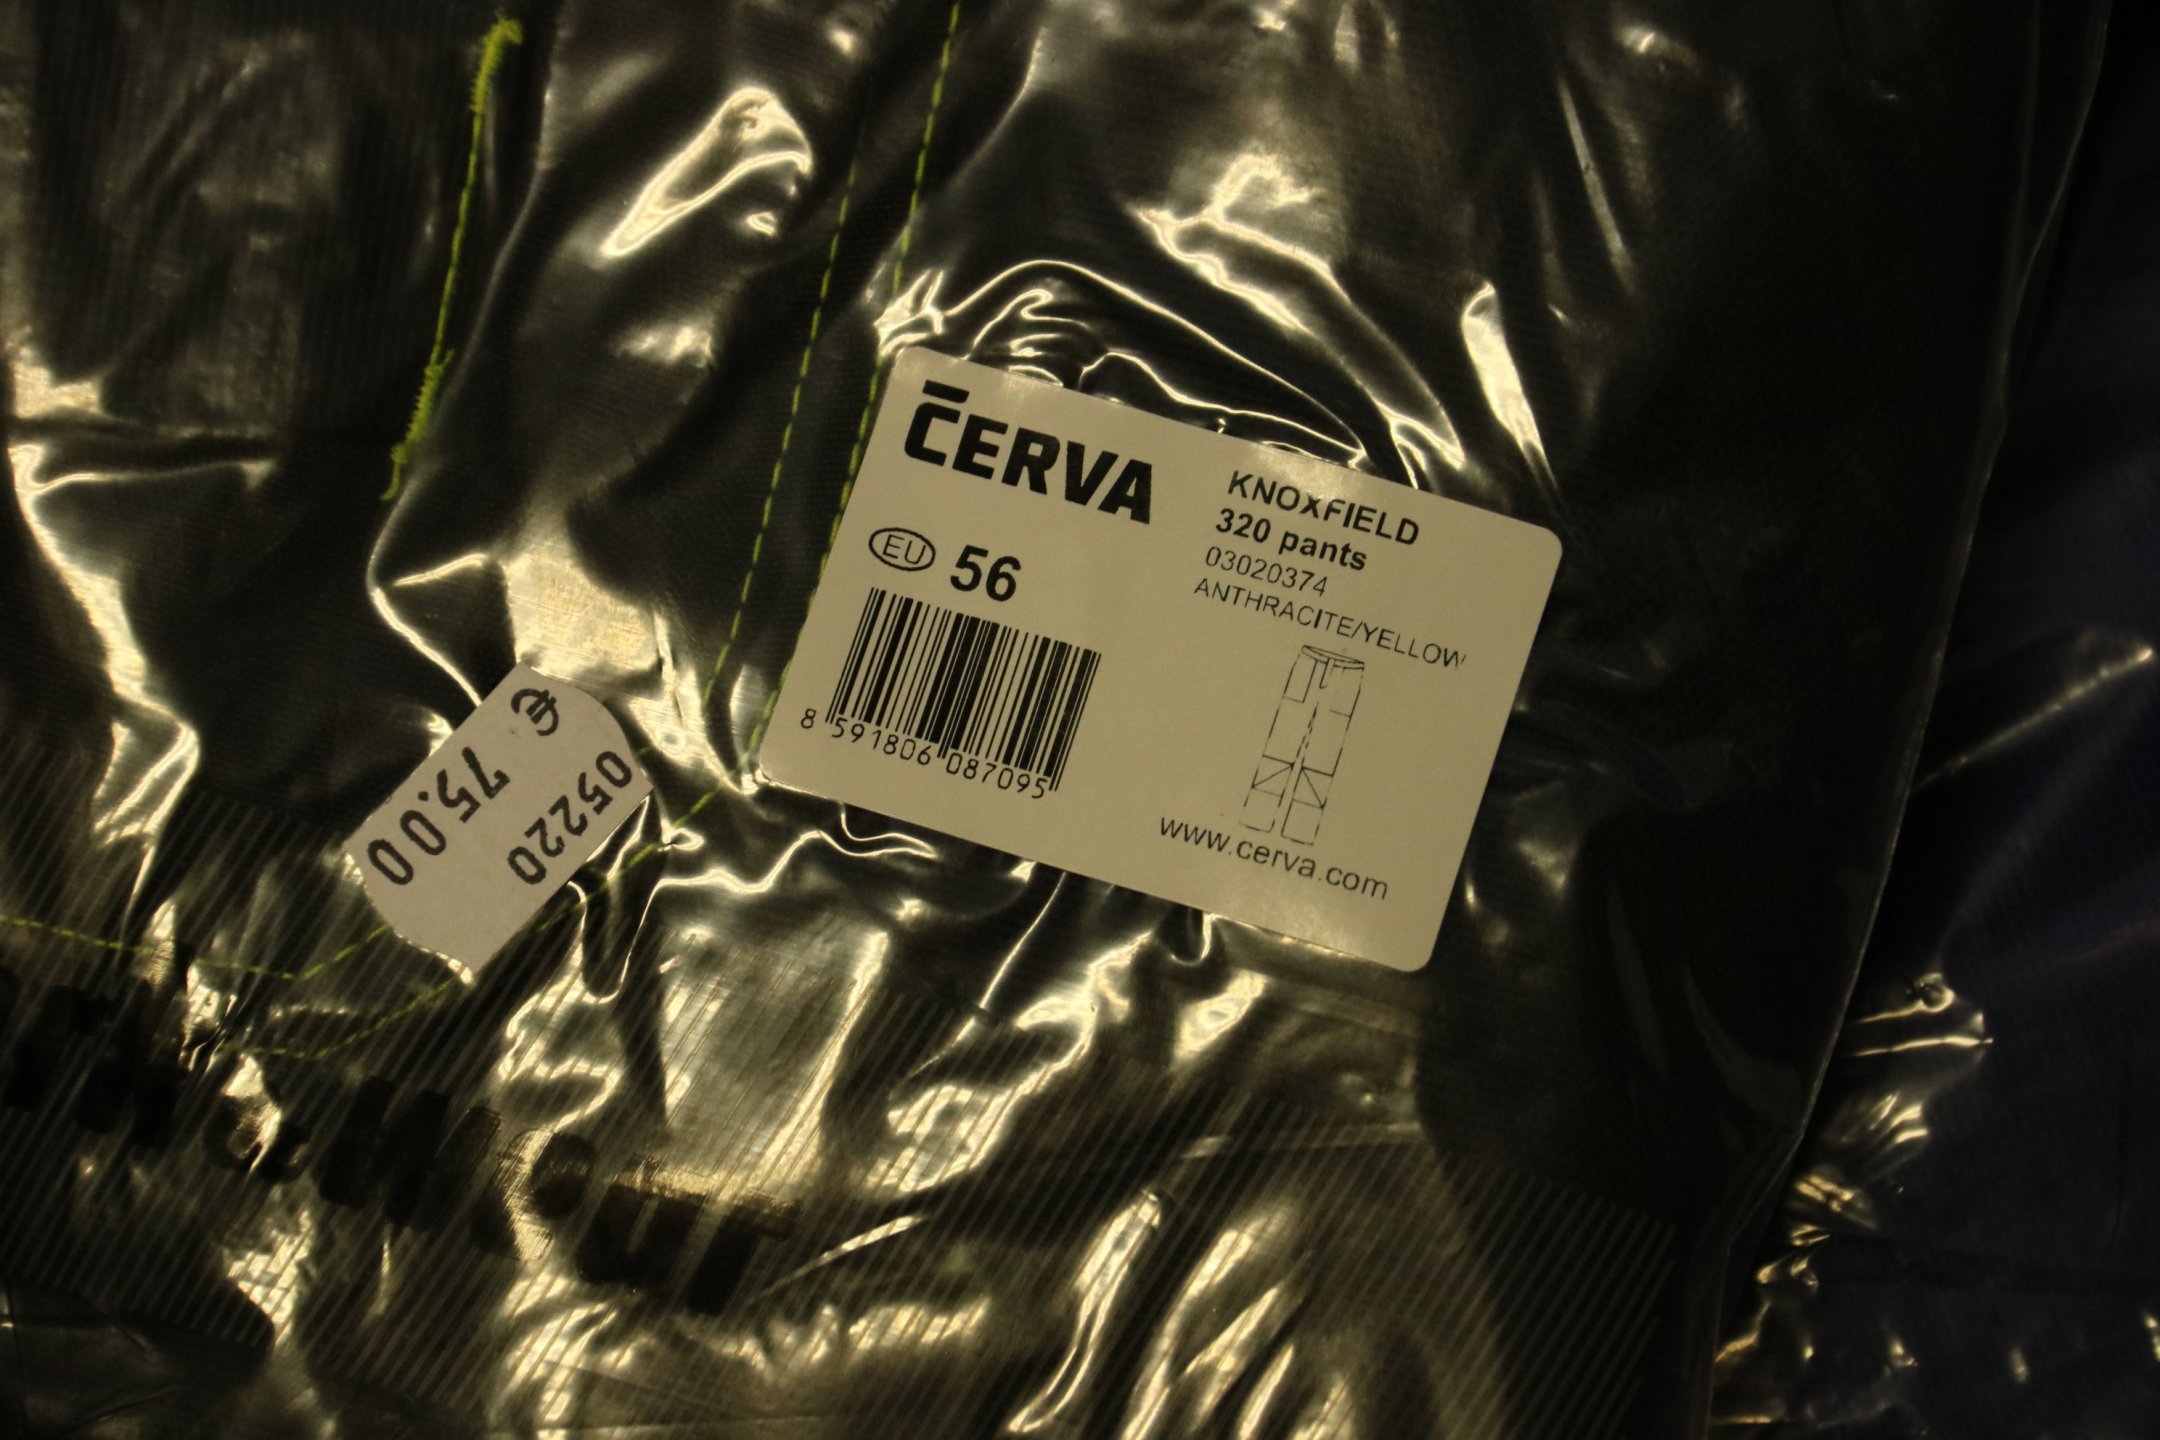 ČERVA
EU 56
8 591806 087095
KNOXFIELD
320 pants
03020374
ANTHRACITE/YELLOW
www.cerva.com
05220
€ 75.00